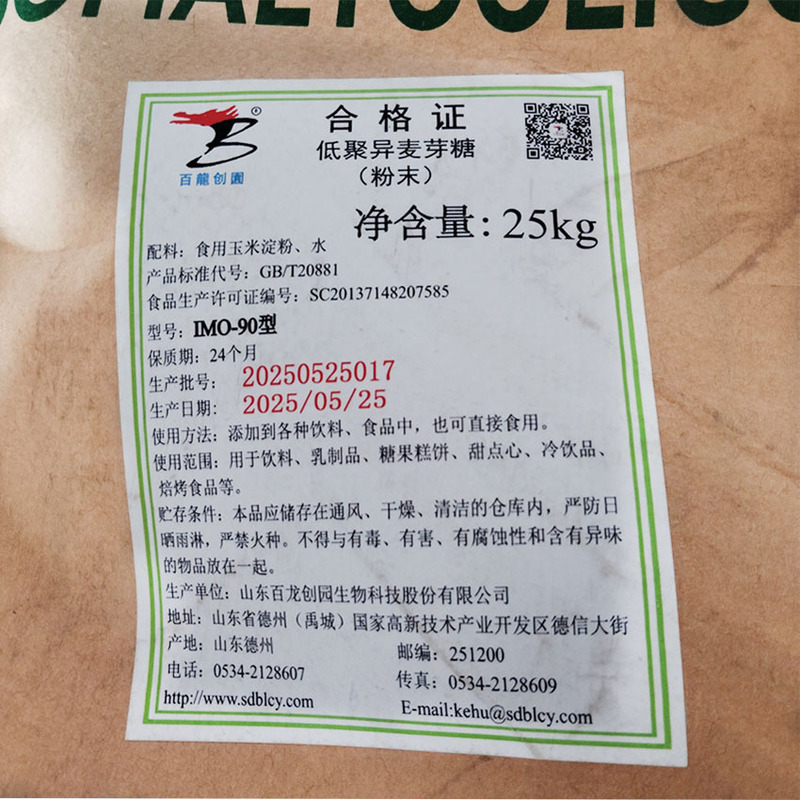 合格证
低聚异麦芽糖
（粉末）
百龍创園
净含量: 25kg
配料：食用玉米淀粉、水
产品标准代号：GB/T20881
食品生产许可证编号：SC20137148207585
型号：IMO-90型
保质期：24个月
生产批号： 20250525017
生产日期： 2025/05/25
使用方法：添加到各种饮料、食品中，也可直接食用。
使用范围：用于饮料、乳制品、糖果糕饼、甜点心、冷饮品、
焙烤食品等。
贮存条件：本品应储存在通风、干燥、清洁的仓库内，严防日
晒雨淋，严禁火种。不得与有毒、有害、有腐蚀性和含有异味
的物品放在一起。
生产单位：山东百龙创园生物科技股份有限公司
地址：山东省德州（禹城）国家高新技术产业开发区德信大街
产地：山东德州
邮编：251200
电话：0534-2128607
传真：0534-2128609
http://www.sdblcy.com
E-mail:kehu@sdblcy.com